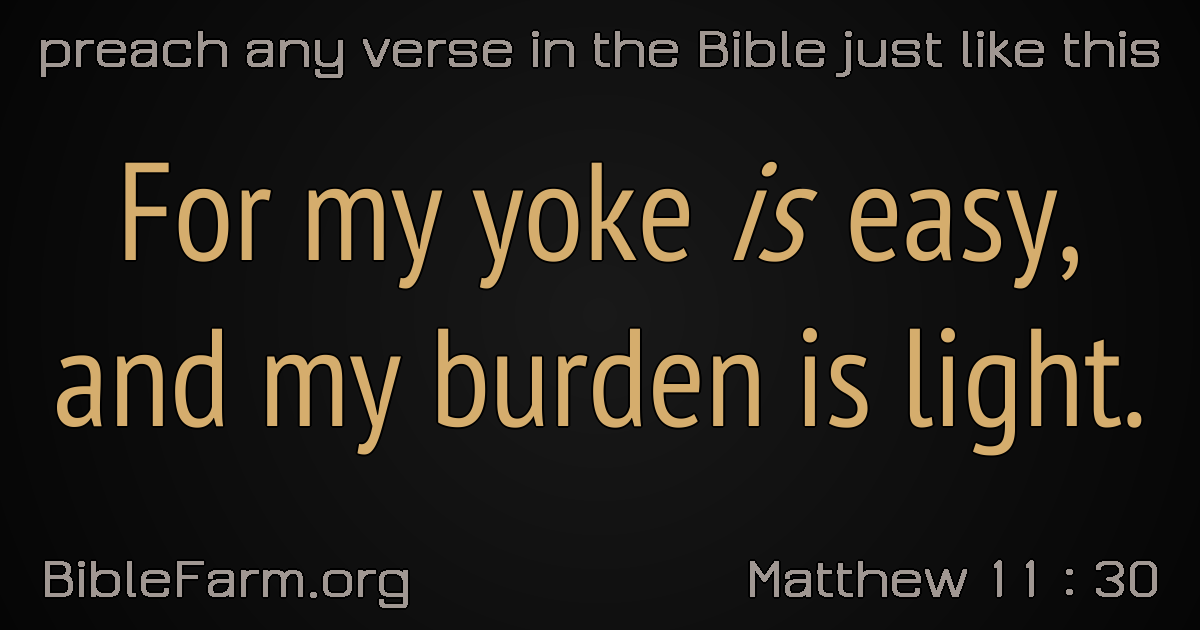 preach any verse in the Bible just like this
For my yoke is easy,
and my burden is light.
BibleFarm.org
Matthew 11 : 30